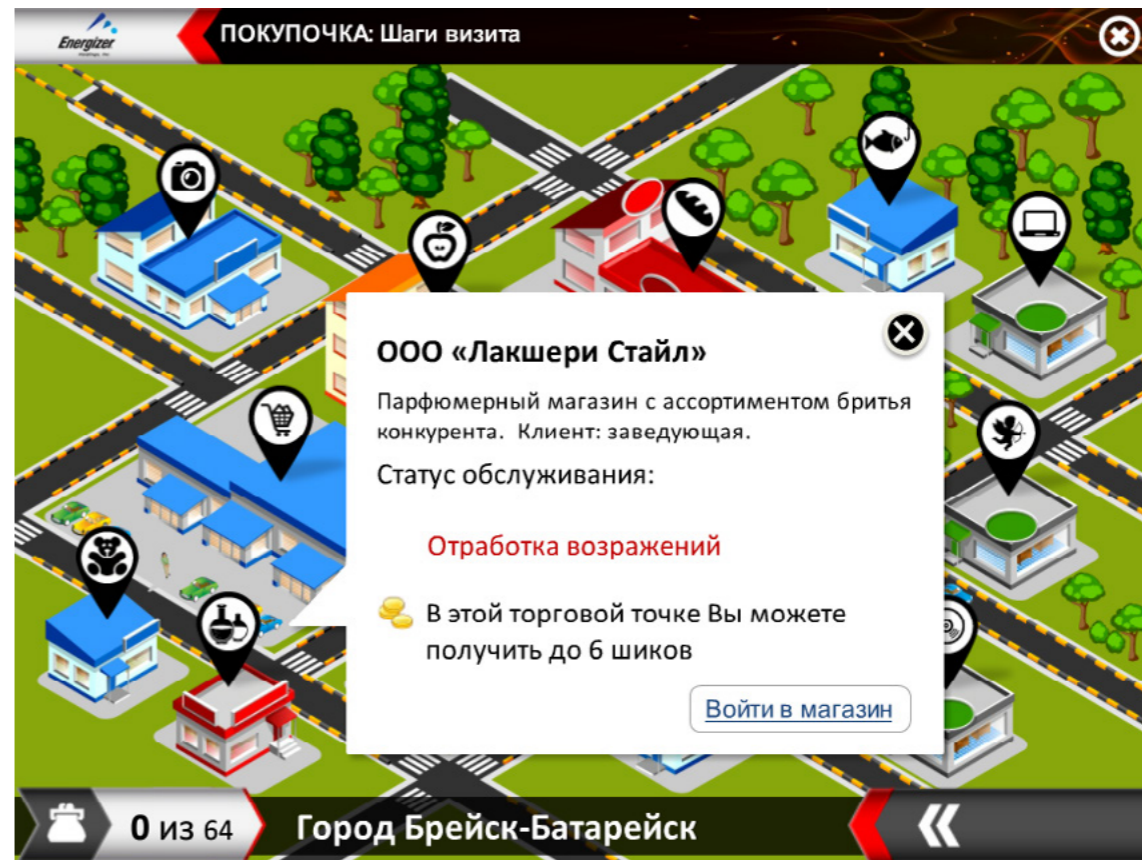 Energizer
ПОКУПОЧКА: Шаги визита
ООО «Лакшери Стайл»
Парфюмерный магазин с ассортиментом бритья
конкурента. Клиент: заведующая.
Статус обслуживания:
Отработка возражений
В этой торговой точке Вы можете
получить до 6 шиков
Войти в магазин
0 из 64
Город Брейск-Батарейск